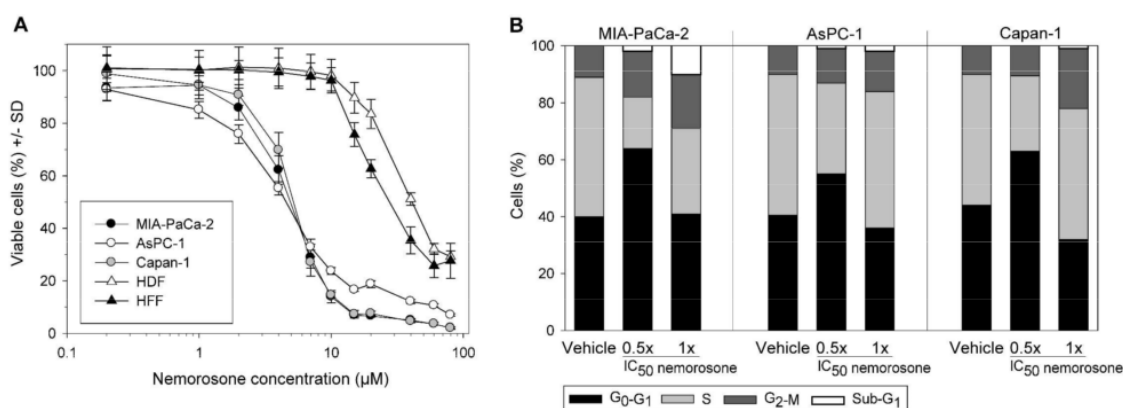 A
Viable cells (%) +/- SD
100
80
60
40
20
0
MIA-PaCa-2
AsPC-1
Capan-1
HDF
HFF
0.1
1
10
100
Nemorosone concentration (µM)
B
MIA-PaCa-2 AsPC-1 Capan-1
Cells (%)
100
80
60
40
20
0
Vehicle 0.5x 1x Vehicle 0.5x 1x Vehicle 0.5x 1x
IC50 nemorosone IC50 nemorosone IC50 nemorosone
G0-G1 S G2-M Sub-G1